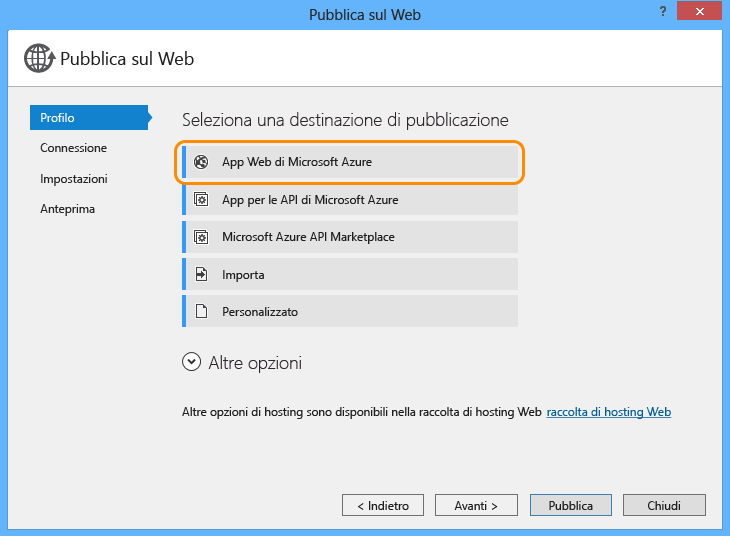 Pubblica sul Web
?
Pubblica sul Web
Profilo
Connessione
Impostazioni
Anteprima
Seleziona una destinazione di pubblicazione
App Web di Microsoft Azure
App per le API di Microsoft Azure
Microsoft Azure API Marketplace
Importa
Personalizzato
Altre opzioni
Altre opzioni di hosting sono disponibili nella raccolta di hosting Web raccolta di hosting Web
< Indietro
Avanti >
Pubblica
Chiudi